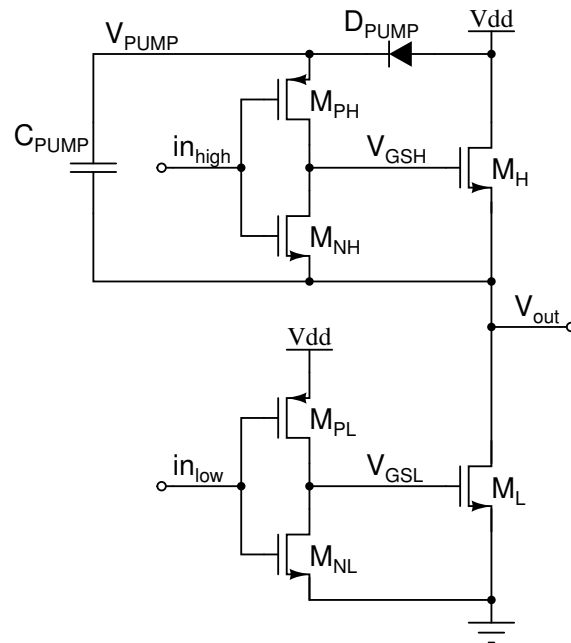 V_PUMP
D_PUMP
Vdd
M_PH
C_PUMP
in_high
V_GSH
M_H
M_NH
V_out
Vdd
M_PL
in_low
V_GSL
M_L
M_NL